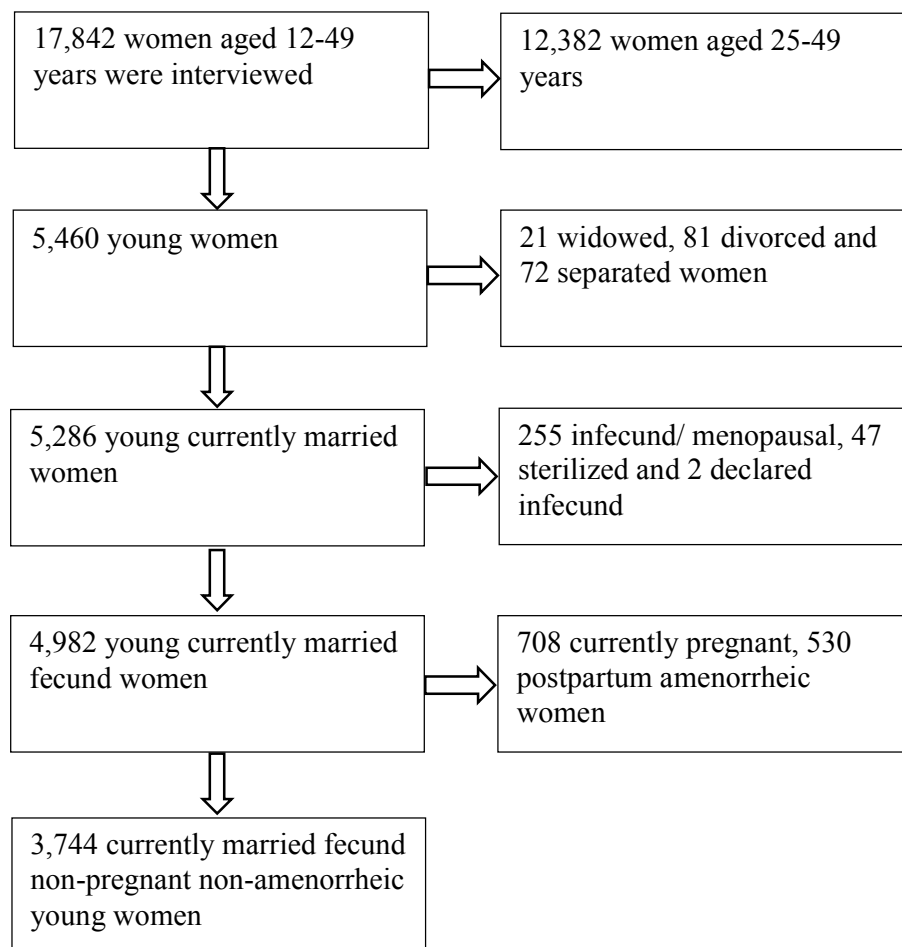 17,842 women aged 12-49
years were interviewed
12,382 women aged 25-49
years
5,460 young women
21 widowed, 81 divorced and
72 separated women
5,286 young currently married
women
255 infecund/ menopausal, 47
sterilized and 2 declared
infecund
4,982 young currently married
fecund women
708 currently pregnant, 530
postpartum amenorrheic
women
3,744 currently married fecund
non-pregnant non-amenorrheic
young women